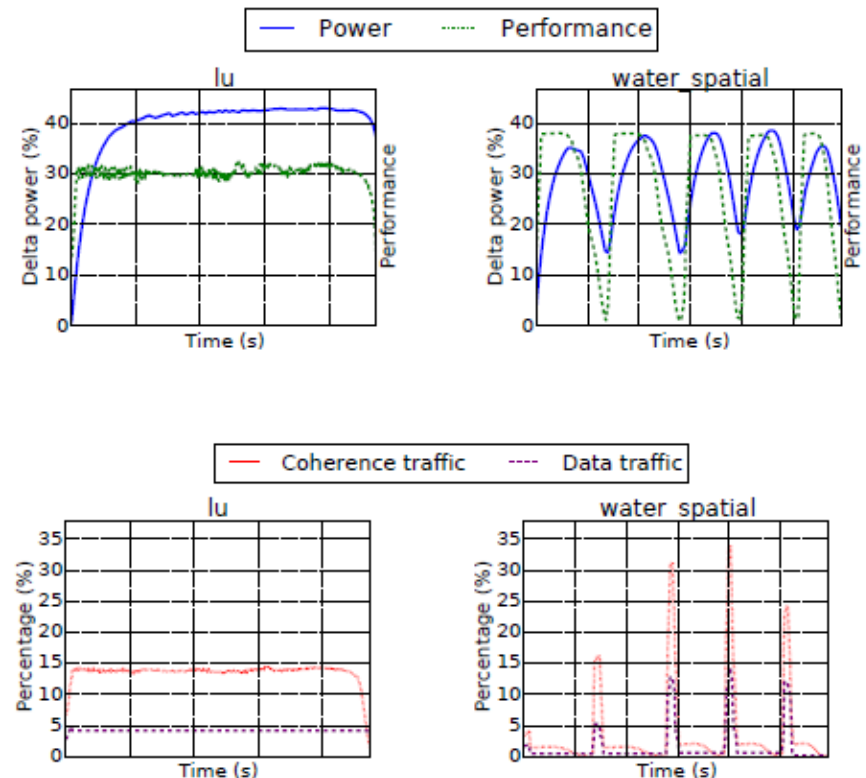 Power Performance
lu water_spatial
Delta power (%)
40
30
20
10
0
Time (s)
Performance
Delta power (%)
40
30
20
10
0
Time (s)
Performance
Coherence traffic Data traffic
lu water_spatial
Percentage (%)
35
30
25
20
15
10
5
0
Time (s)
Percentage (%)
35
30
25
20
15
10
5
0
Time (s)